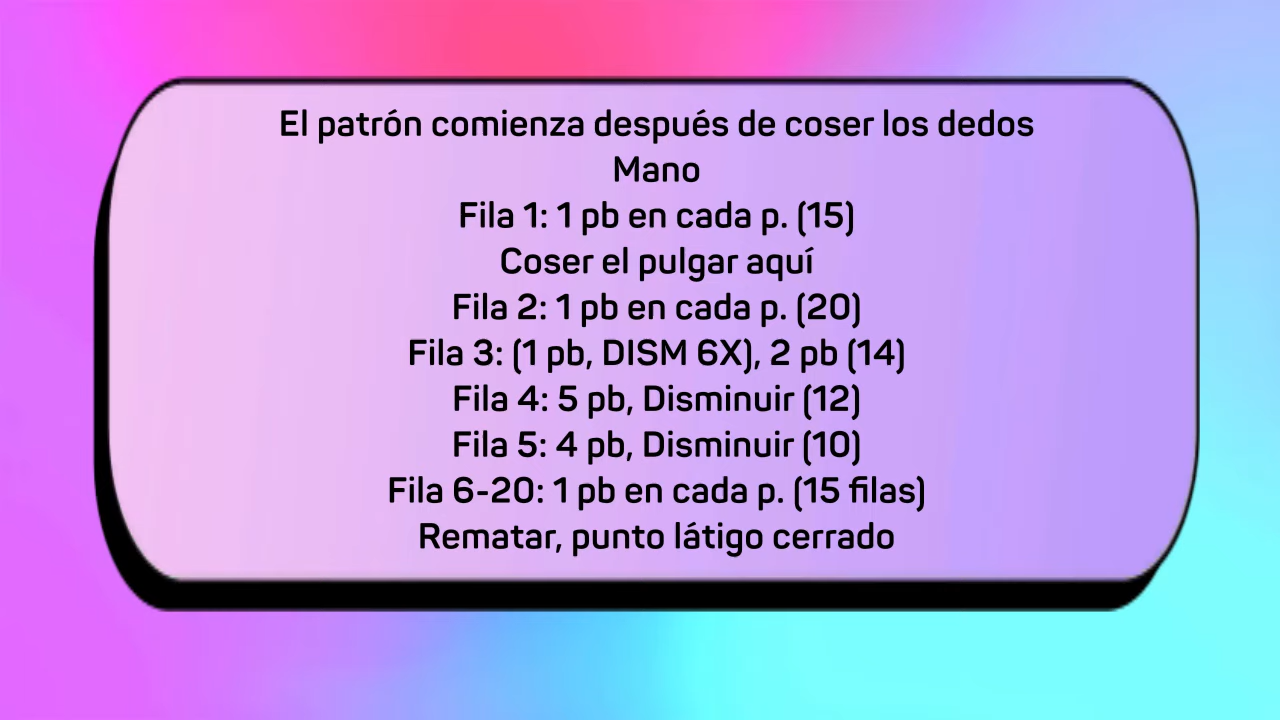 El patrón comienza después de coser los dedos
Mano
Fila 1: 1 pb en cada p. (15)
Coser el pulgar aquí
Fila 2: 1 pb en cada p. (20)
Fila 3: (1 pb, DISM 6X), 2 pb (14)
Fila 4: 5 pb, Disminuir (12)
Fila 5: 4 pb, Disminuir (10)
Fila 6-20: 1 pb en cada p. (15 filas)
Rematar, punto látigo cerrado